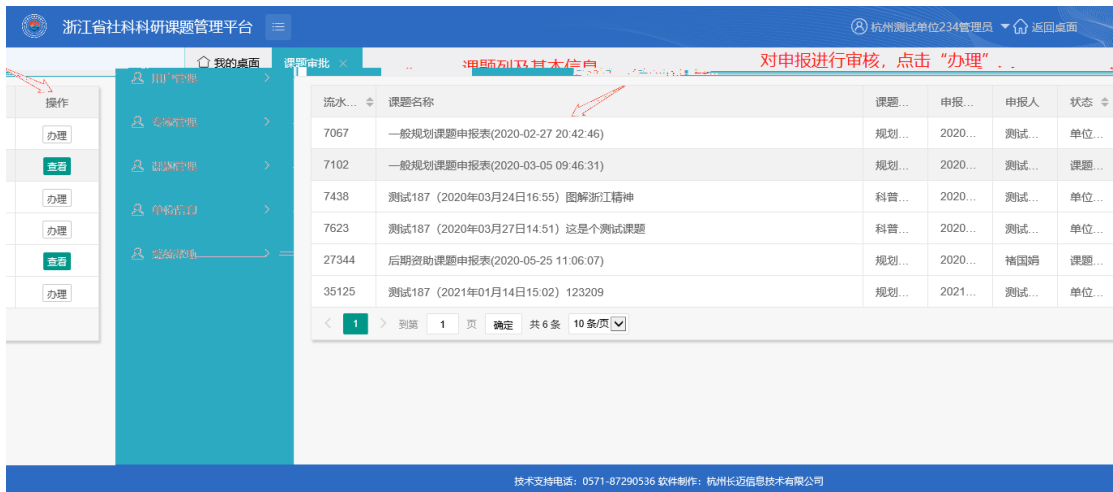 浙江省社科科研课题管理平台
杭州测试单位234管理员 返回桌面
我的桌面 课题审批 ×
课题列及基本信息
对申报进行审核，点击“办理”
操作
办理
查看
办理
办理
查看
办理
用户管理
课题管理
单位信息
流水... 课题名称 课题... 申报... 申报人 状态
7067 一般规划课题申报表(2020-02-27 20:42:46) 规划... 2020... 测试... 单位...
7102 一般规划课题申报表(2020-03-05 09:46:31) 规划... 2020... 测试... 课题...
7438 测试187（2020年03月24日16:55）图解浙江精神 科普... 2020... 测试... 单位...
7623 测试187（2020年03月27日14:51）这是个测试课题 科普... 2020... 测试... 单位...
27344 后期资助课题申报表(2020-05-25 11:06:07) 规划... 2020... 褚国娟 课题...
35125 测试187（2021年01月14日15:02）123209 规划... 2021... 测试... 单位...
1 到第 1 页 确定 共 6 条 10 条/页
技术支持电话：0571-87290536 软件制作：杭州长迈信息技术有限公司